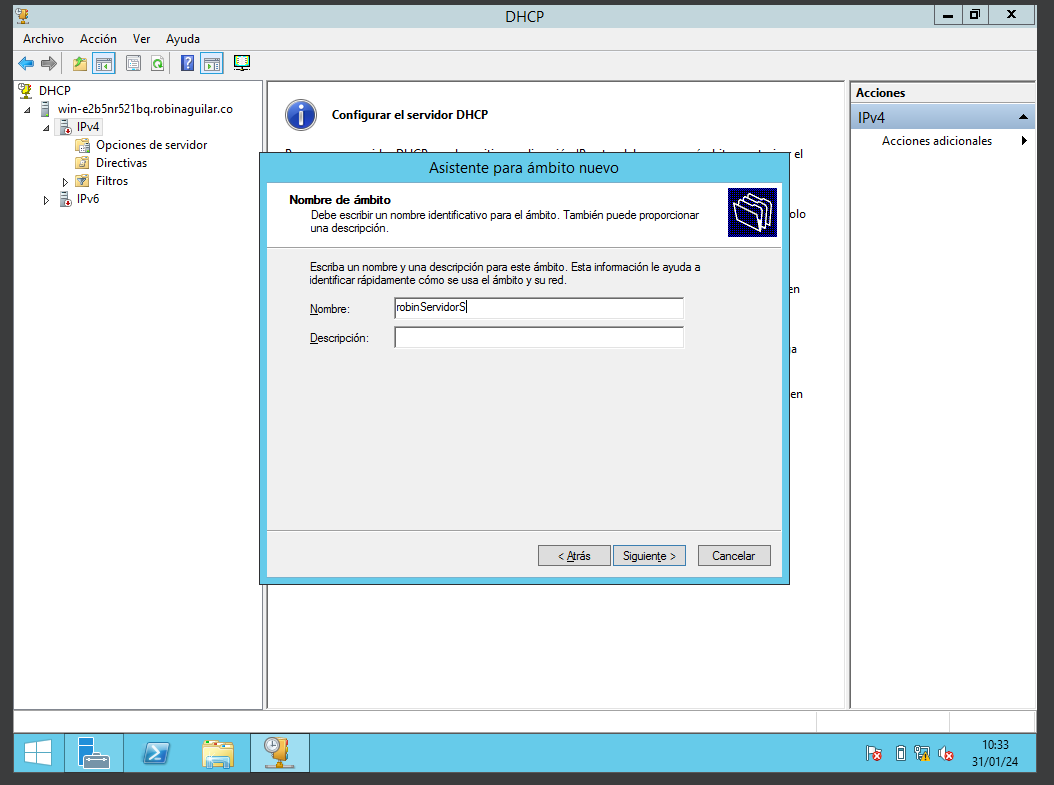 DHCP
Archivo Acción Ver Ayuda
DHCP
win-e2b5nr521bq.robinaguilar.co
IPv4
Opciones de servidor
Directivas
Filtros
IPv6
Configurar el servidor DHCP
el
olo
en
a
en
Asistente para ámbito nuevo
Nombre de ámbito
Debe escribir un nombre identificativo para el ámbito. También puede proporcionar
una descripción.
Escriba un nombre y una descripción para este ámbito. Esta información le ayuda a
identificar rápidamente cómo se usa el ámbito y su red.
Nombre: robinServidorS
Descripción:
< Atrás Siguiente > Cancelar
Acciones
IPv4
Acciones adicionales
10:33
31/01/24